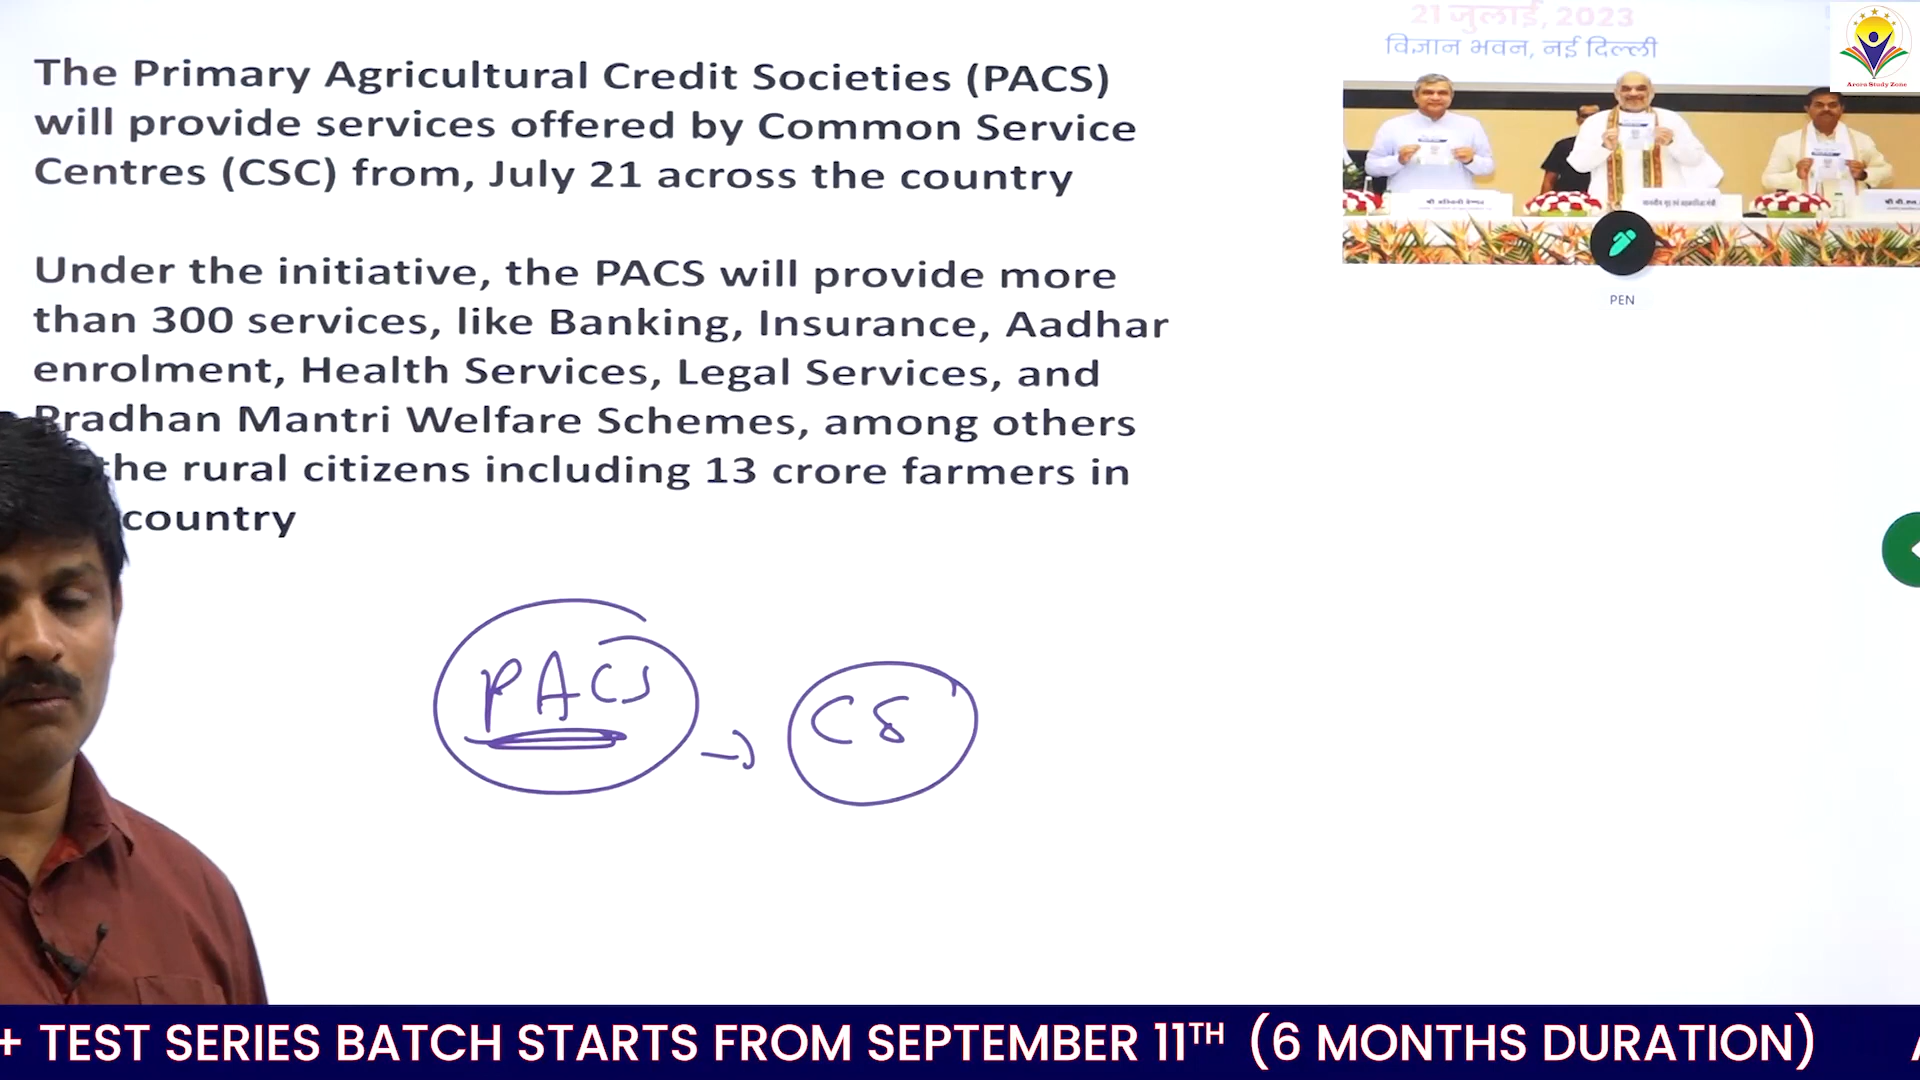 21 जुलाई, 2023
विज्ञान भवन, नई दिल्ली
Arora Study Zone
The Primary Agricultural Credit Societies (PACS)
will provide services offered by Common Service
Centres (CSC) from, July 21 across the country
Under the initiative, the PACS will provide more
than 300 services, like Banking, Insurance, Aadhar
enrolment, Health Services, Legal Services, and
Pradhan Mantri Welfare Schemes, among others
the rural citizens including 13 crore farmers in
country
PEN
PACS
CS
+ TEST SERIES BATCH STARTS FROM SEPTEMBER 11TH (6 MONTHS DURATION)